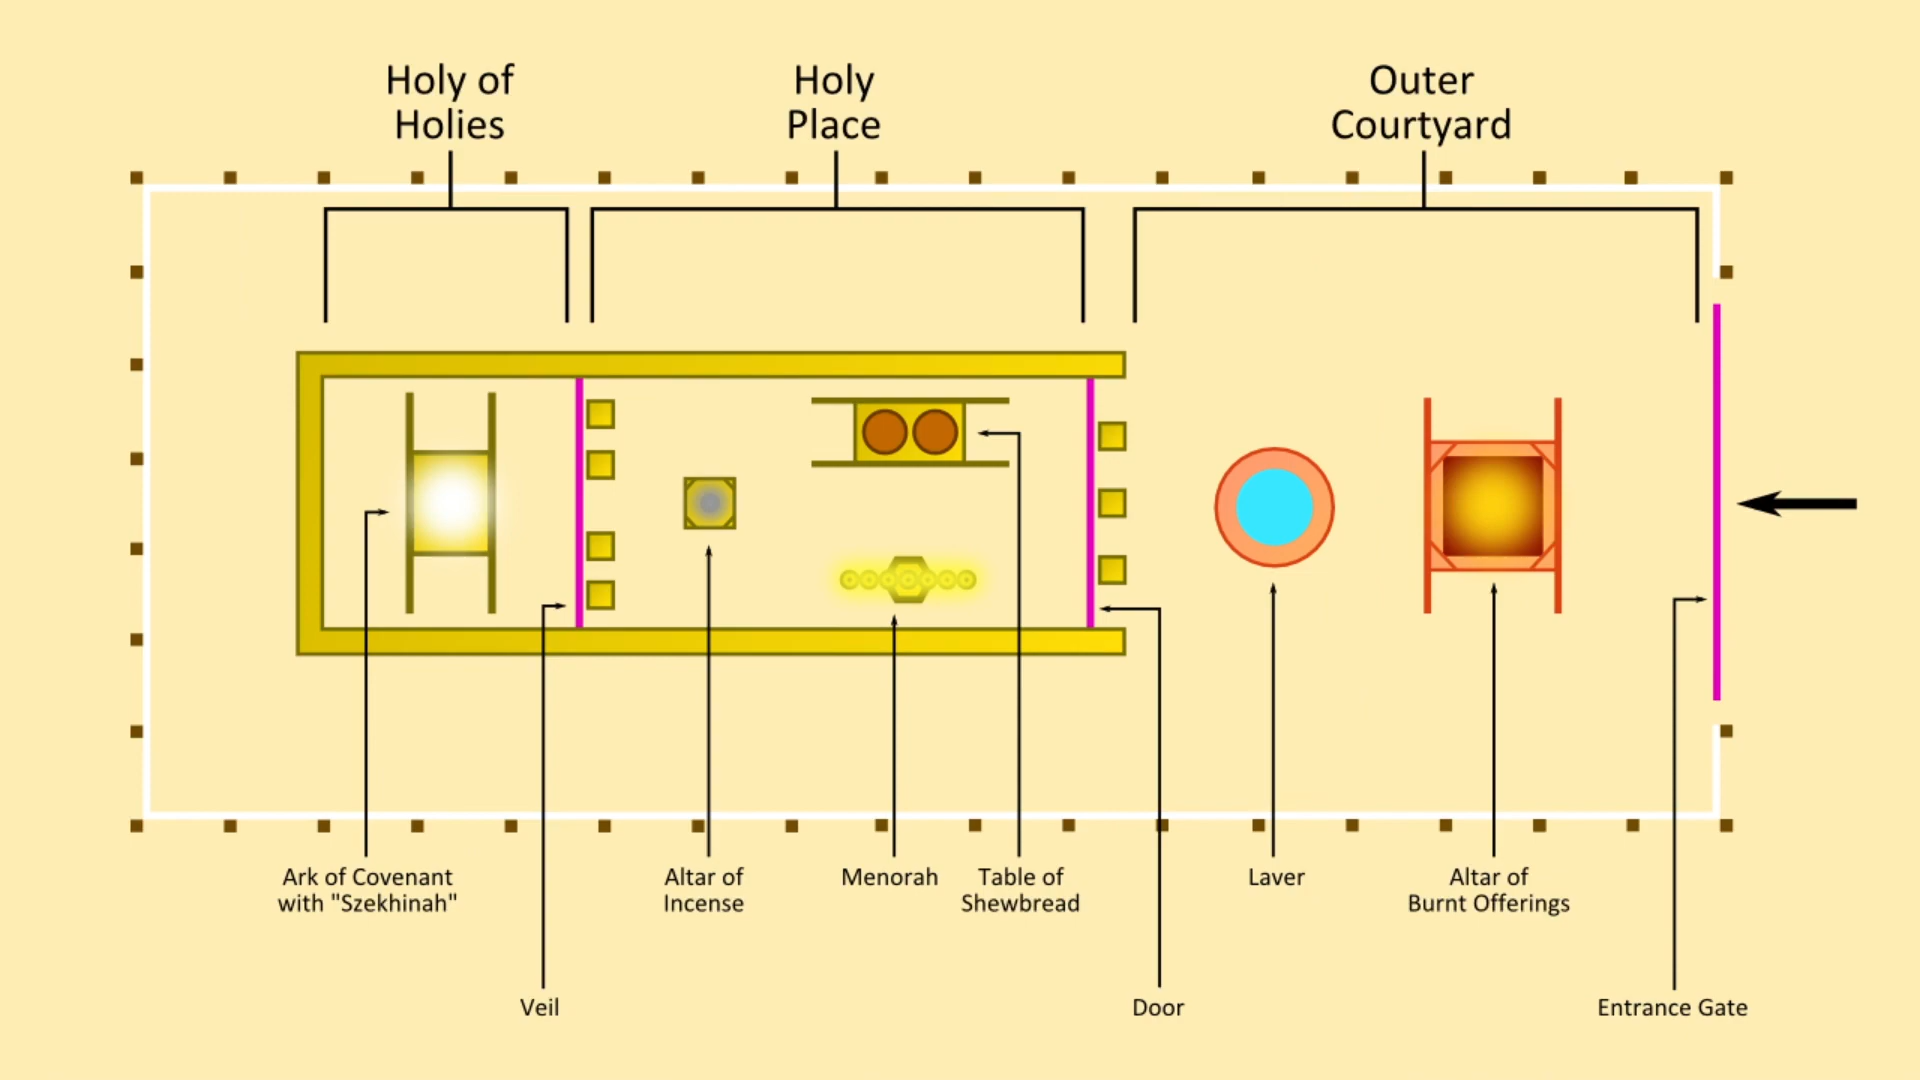 Holy of
Holies
Holy
Place
Outer
Courtyard
Ark of Covenant
with "Szekhinah"
Altar of
Incense
Menorah
Table of
Shewbread
Laver
Altar of
Burnt Offerings
Veil
Door
Entrance Gate